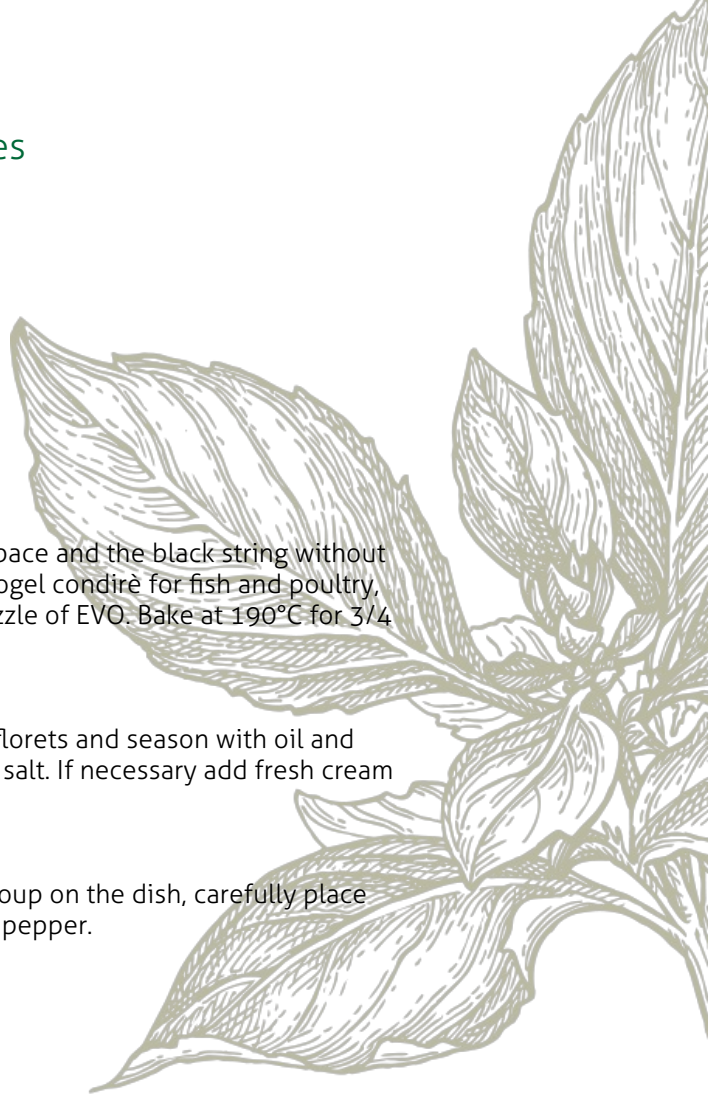 es
pace and the black string without
ogel condirè for fish and poultry,
zzle of EVO. Bake at 190°C for 3/4
florets and season with oil and
salt. If necessary add fresh cream
oup on the dish, carefully place
pepper.